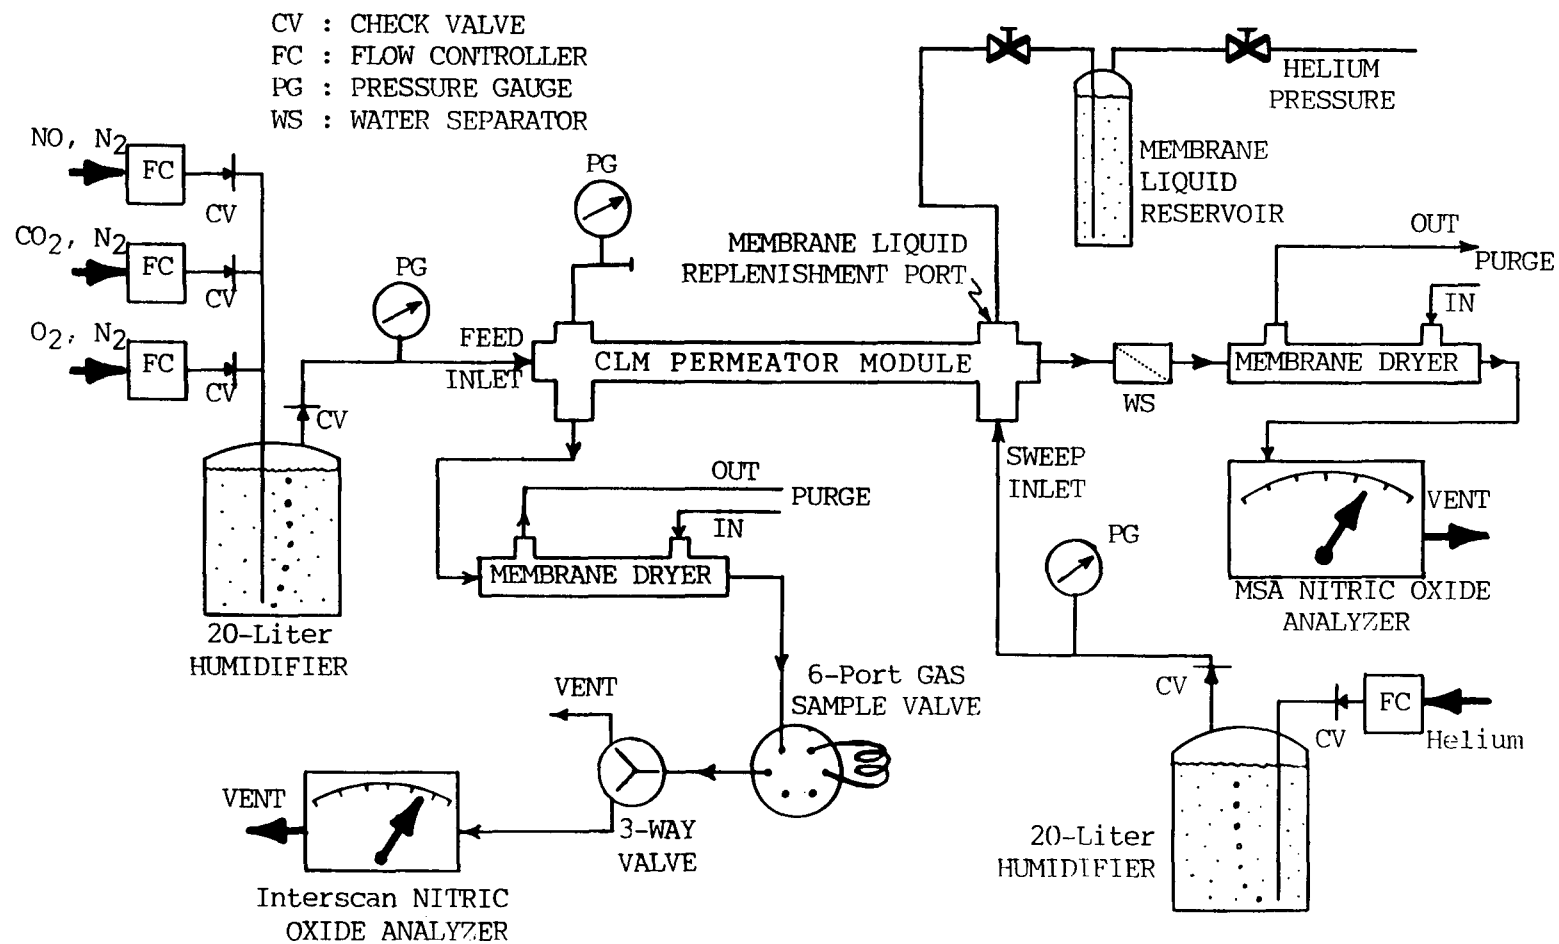 CV : CHECK VALVE
FC : FLOW CONTROLLER
PG : PRESSURE GAUGE
WS : WATER SEPARATOR
NO, N2
FC
CV
CO2, N2
FC
CV
O2, N2
FC
CV
CV
20-Liter
HUMIDIFIER
PG
PG
FEED
INLET
CLM PERMEATOR MODULE
MEMBRANE LIQUID
REPLENISHMENT PORT
HELIUM
PRESSURE
MEMBRANE
LIQUID
RESERVOIR
OUT
PURGE
IN
WS
MEMBRANE DRYER
SWEEP
INLET
VENT
MSA NITRIC OXIDE
ANALYZER
OUT
PURGE
IN
MEMBRANE DRYER
PG
6-Port GAS
SAMPLE VALVE
VENT
3-WAY
VALVE
VENT
Interscan NITRIC
OXIDE ANALYZER
CV
CV
FC
Helium
20-Liter
HUMIDIFIER